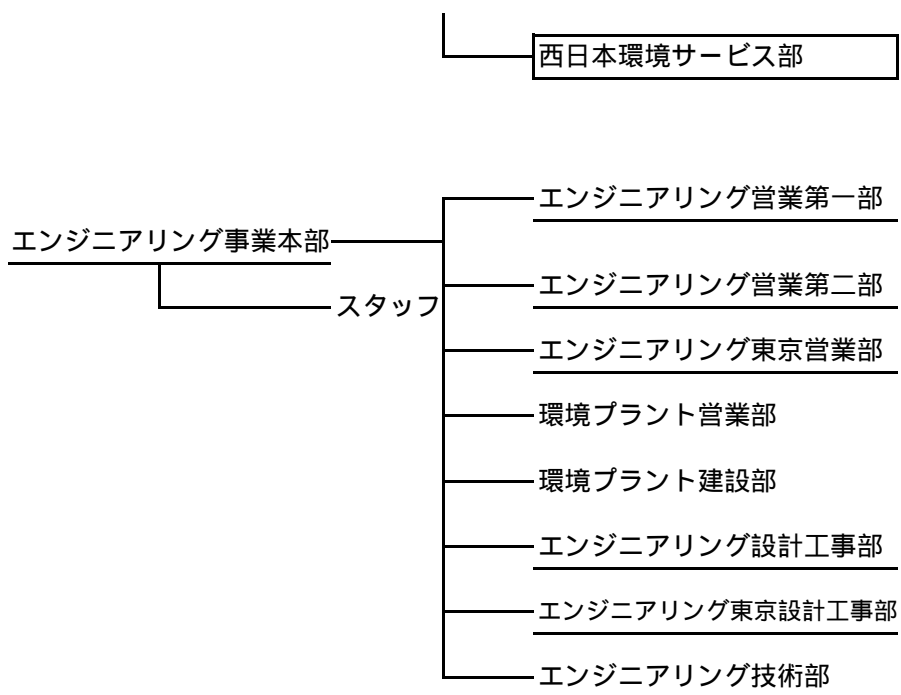 西日本環境サービス部
エンジニアリング営業第一部
エンジニアリング事業本部
エンジニアリング営業第二部
スタッフ
エンジニアリング東京営業部
環境プラント営業部
環境プラント建設部
エンジニアリング設計工事部
エンジニアリング東京設計工事部
エンジニアリング技術部